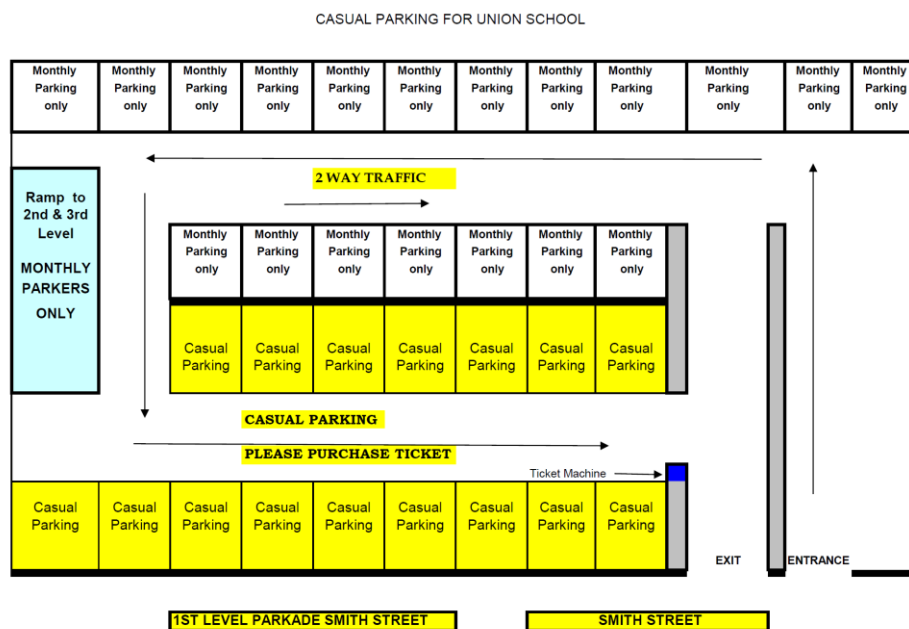 CASUAL PARKING FOR UNION SCHOOL
Monthly Parking only
Monthly Parking only
Monthly Parking only
Monthly Parking only
Monthly Parking only
Monthly Parking only
Monthly Parking only
Monthly Parking only
Monthly Parking only
Monthly Parking only
Monthly Parking only
Monthly Parking only
2 WAY TRAFFIC
Ramp to
2nd & 3rd
Level
MONTHLY
PARKERS
ONLY
Monthly Parking only
Monthly Parking only
Monthly Parking only
Monthly Parking only
Monthly Parking only
Monthly Parking only
Monthly Parking only
Casual Parking
Casual Parking
Casual Parking
Casual Parking
Casual Parking
Casual Parking
Casual Parking
CASUAL PARKING
PLEASE PURCHASE TICKET
Ticket Machine
Casual Parking
Casual Parking
Casual Parking
Casual Parking
Casual Parking
Casual Parking
Casual Parking
Casual Parking
Casual Parking
EXIT
ENTRANCE
1ST LEVEL PARKADE SMITH STREET
SMITH STREET